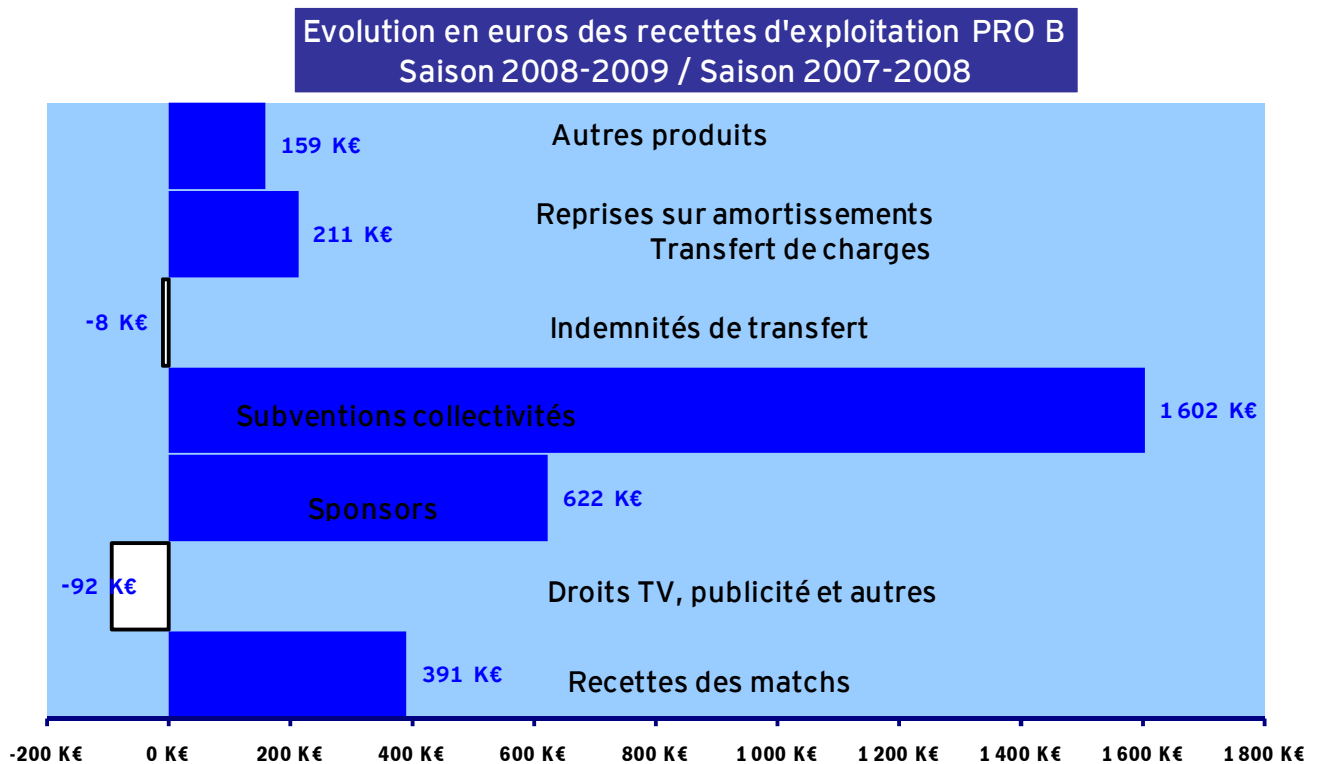 Evolution en euros des recettes d'exploitation PRO B
Saison 2008-2009 / Saison 2007-2008
159 K€
Autres produits
211 K€
Reprises sur amortissements
Transfert de charges
-8 K€
Indemnités de transfert
Subventions collectivités
1 602 K€
Sponsors
622 K€
-92 K€
Droits TV, publicité et autres
391 K€
Recettes des matchs
-200 K€ 0 K€ 200 K€ 400 K€ 600 K€ 800 K€ 1 000 K€ 1 200 K€ 1 400 K€ 1 600 K€ 1 800 K€